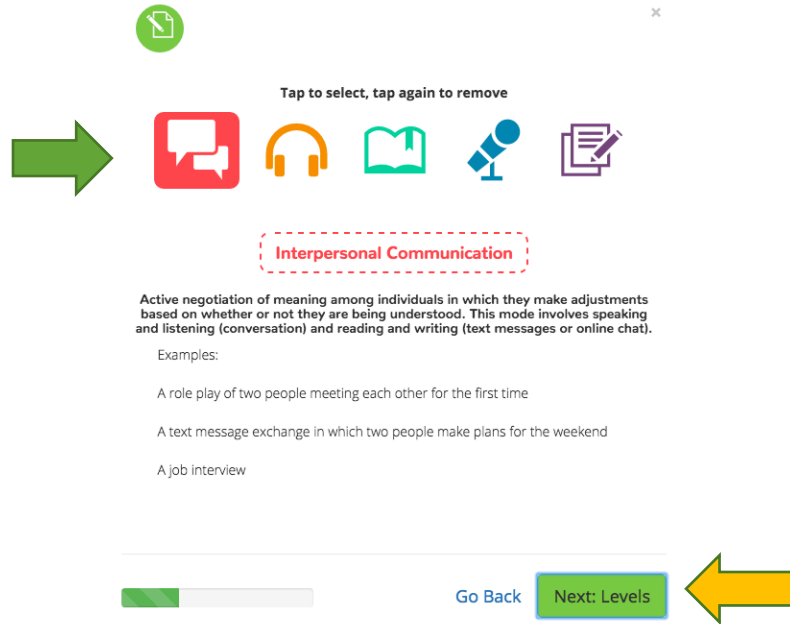 ×
Tap to select, tap again to remove
Interpersonal Communication
Active negotiation of meaning among individuals in which they make adjustments
based on whether or not they are being understood. This mode involves speaking
and listening (conversation) and reading and writing (text messages or online chat).
Examples:
A role play of two people meeting each other for the first time
A text message exchange in which two people make plans for the weekend
A job interview
Go Back
Next: Levels